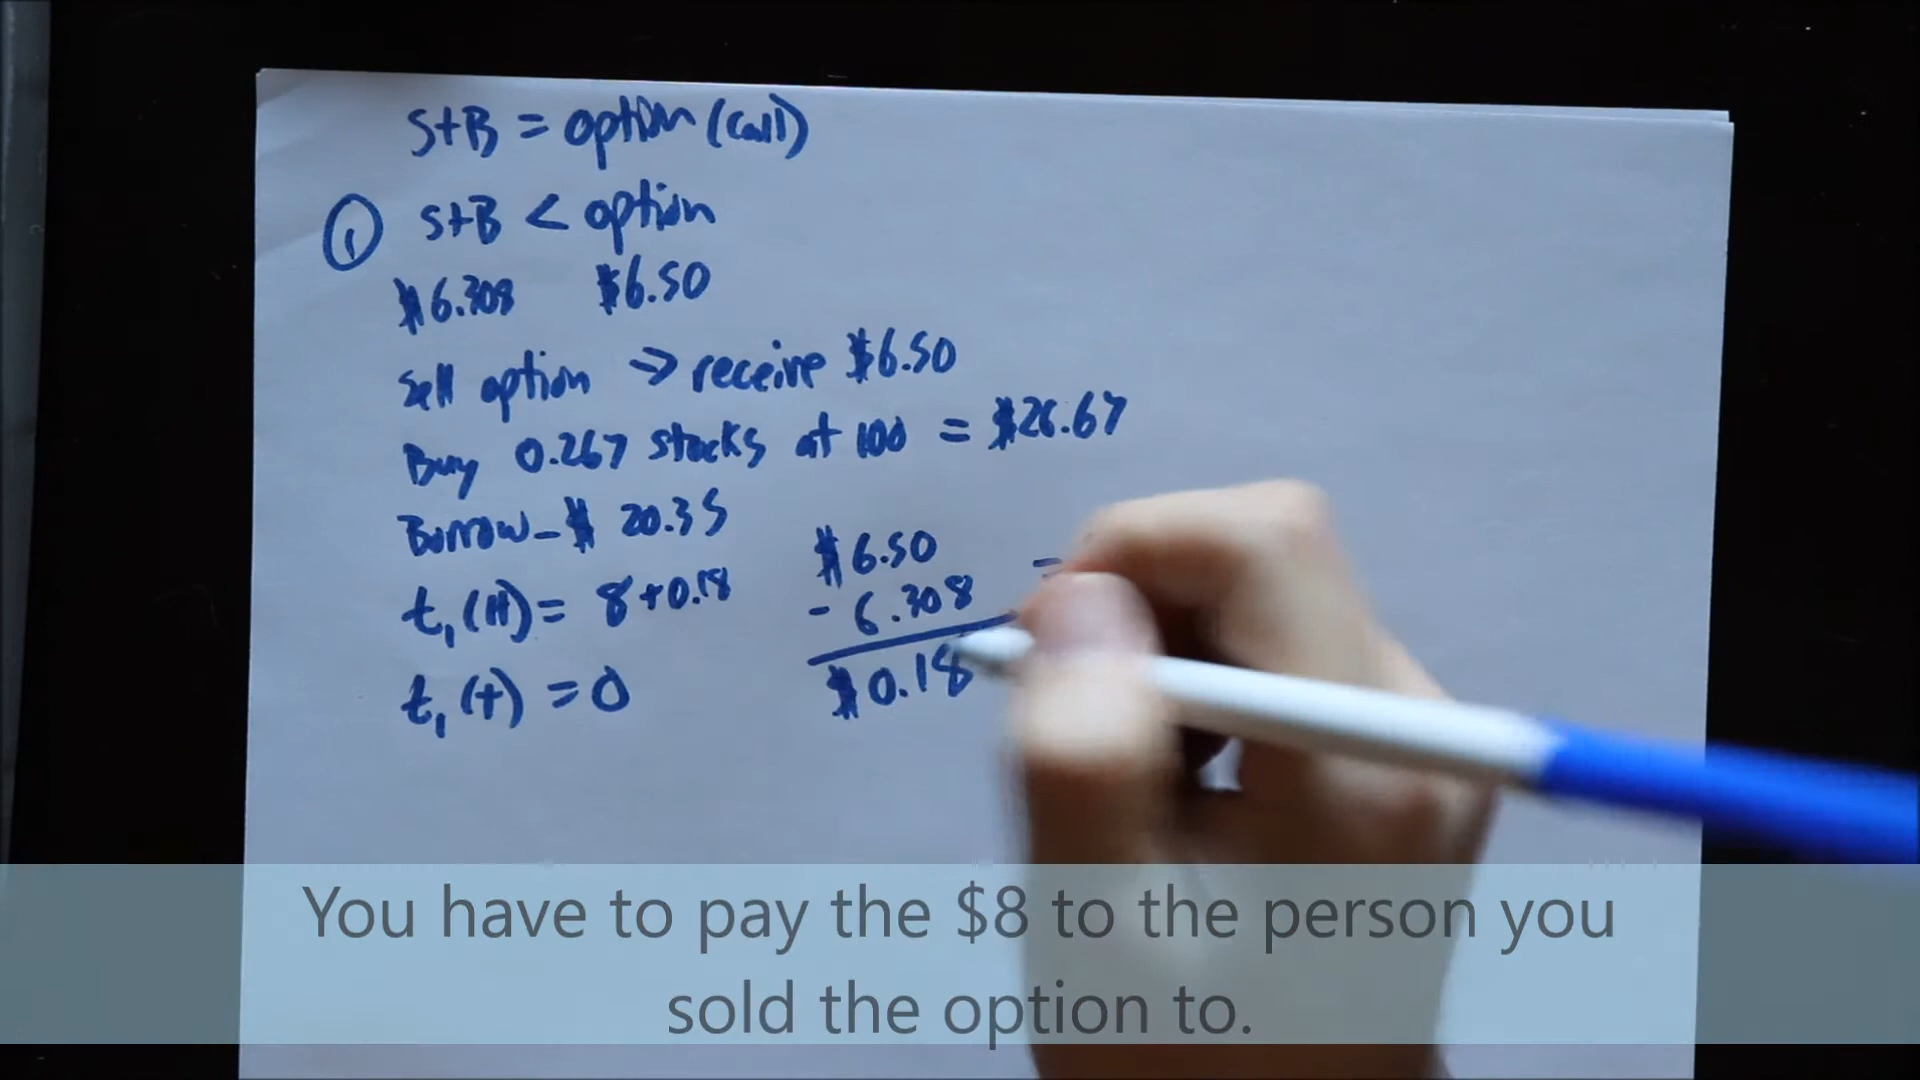 S+B = option (call)
① S+B < option
$6.308 $6.50
Sell option => receive $6.50
Buy 0.267 stocks at 100 = $26.67
Borrow - $ 20.35
t₁ (H) = 8+0.18
t₁ (t) = 0
$6.50 =
- 6.308
$0.18
You have to pay the $8 to the person you
sold the option to.